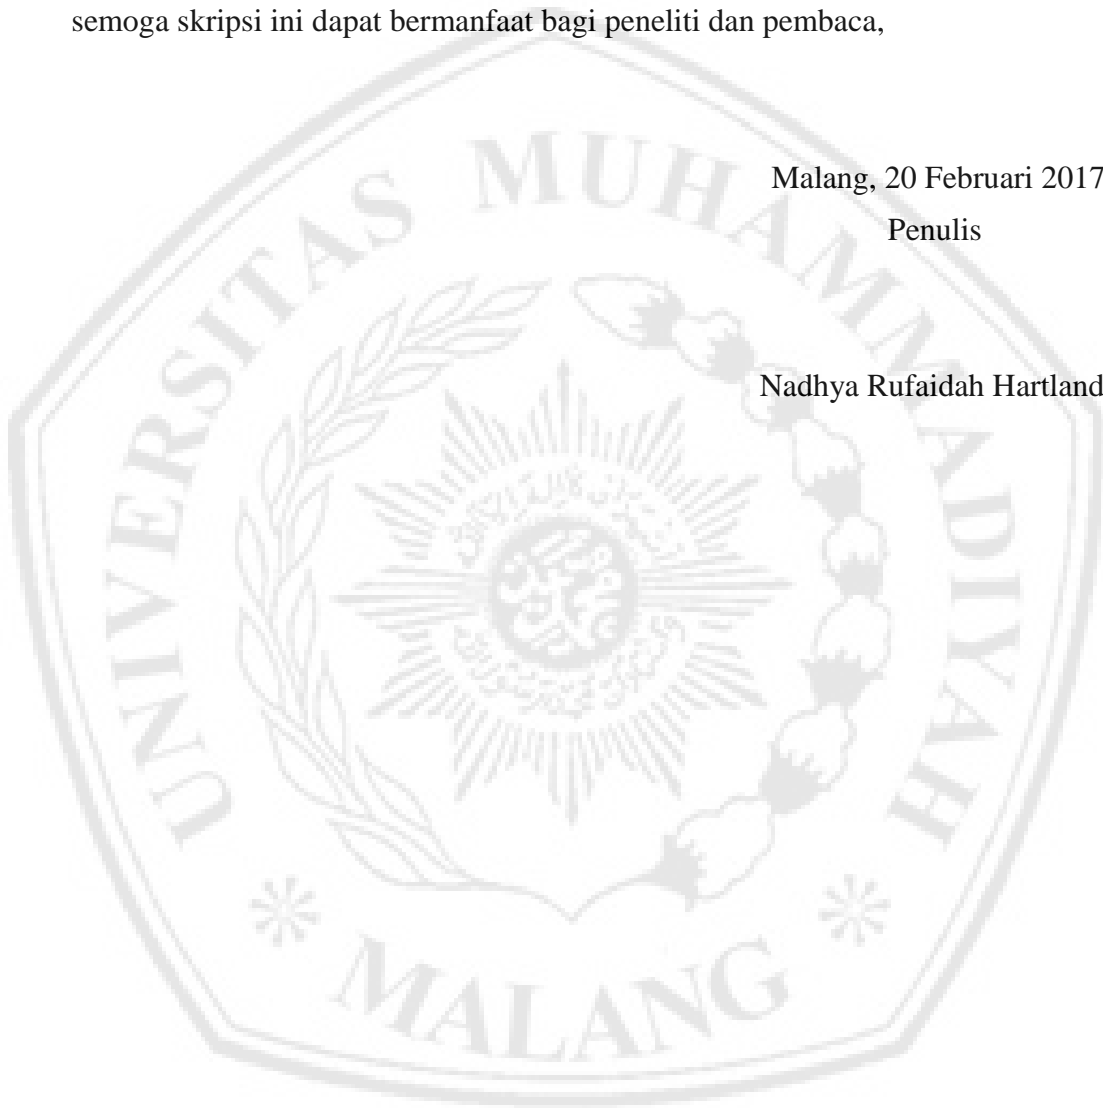 semoga skripsi ini dapat bermanfaat bagi peneliti dan pembaca,
Malang, 20 Februari 2017
Penulis
Nadhya Rufaidah Hartland
UNIVERSITAS MUHAMMADIYAH
MALANG